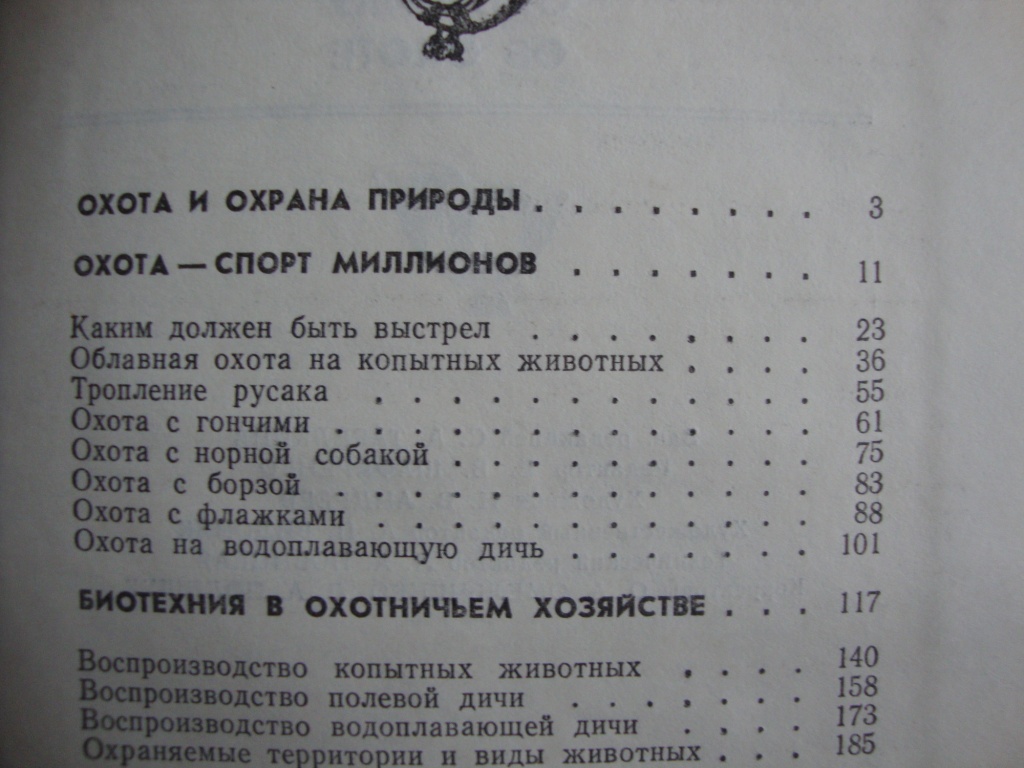 ОХОТА И ОХРАНА ПРИРОДЫ . . . . . . . . 3
ОХОТА — СПОРТ МИЛЛИОНОВ . . . . . . . 11
Каким должен быть выстрел . . . . . . . . 23
Облавная охота на копытных животных . . . . 36
Тропление русака . . . . . . . . . . . . 55
Охота с гончими . . . . . . . . . . . . . 61
Охота с норной собакой . . . . . . . . . . 75
Охота с борзой . . . . . . . . . . . . . 83
Охота с флажками . . . . . . . . . . . . 88
Охота на водоплавающую дичь . . . . . . . 101
БИОТЕХНИЯ В ОХОТНИЧЬЕМ ХОЗЯЙСТВЕ . . . 117
Воспроизводство копытных животных . . . . 140
Воспроизводство полевой дичи . . . . . . . 158
Воспроизводство водоплавающей дичи . . . . 173
Охраняемые территории и виды животных . . . 185